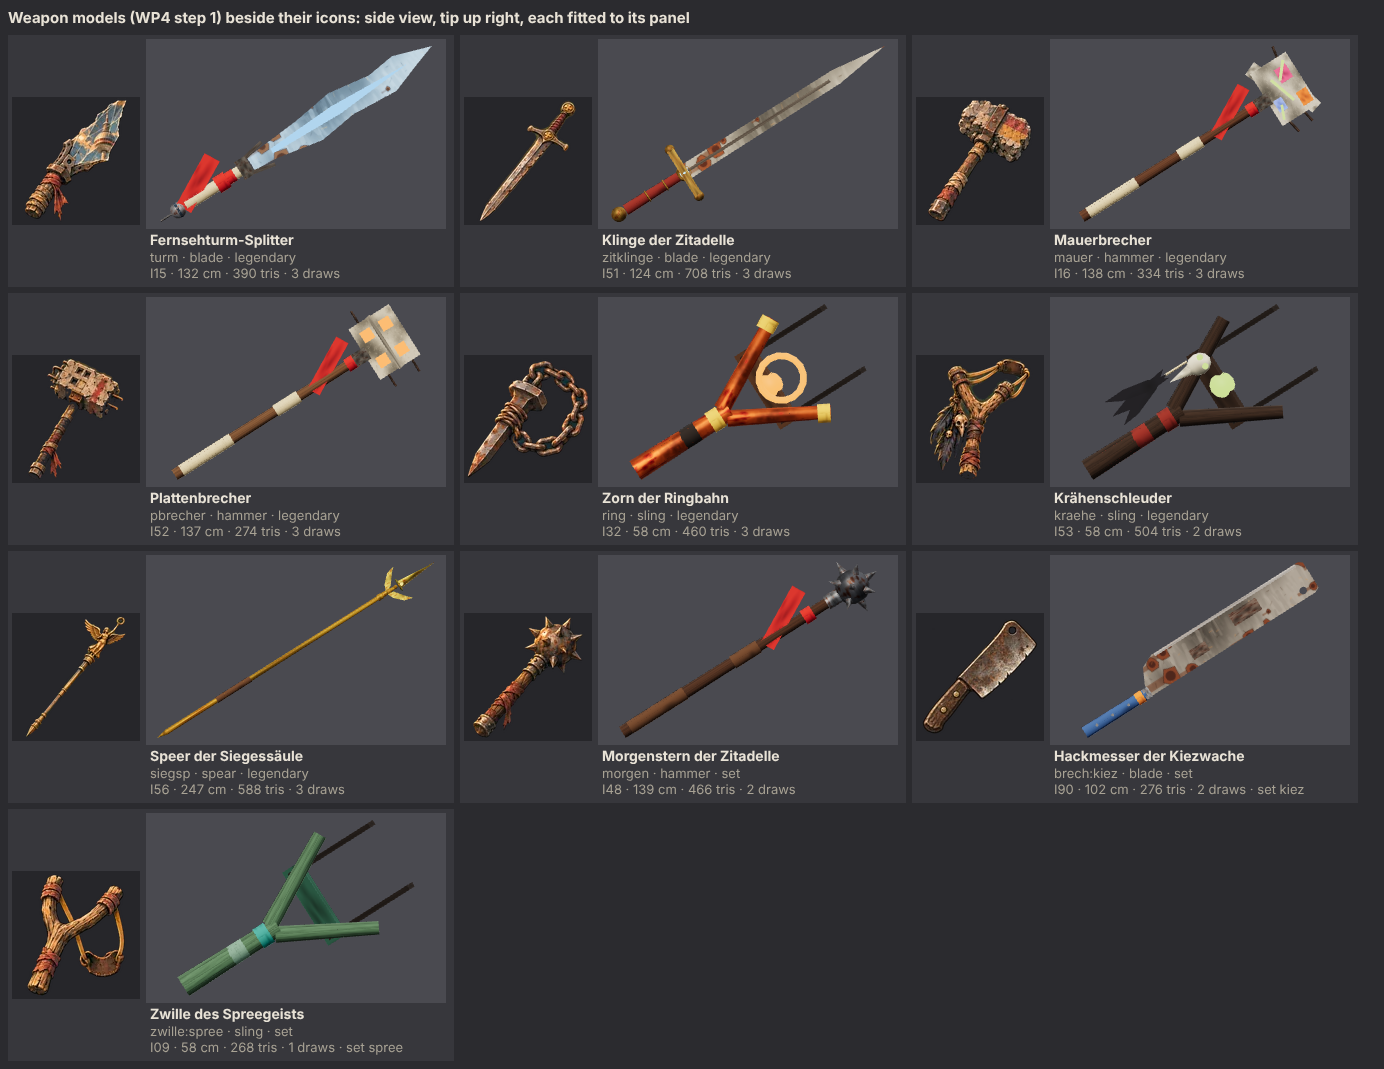 Weapon models (WP4 step 1) beside their icons: side view, tip up right, each fitted to its panel
Fernsehturm-Splitter
turm · blade · legendary
I15 · 132 cm · 390 tris · 3 draws
Klinge der Zitadelle
zitklinge · blade · legendary
I51 · 124 cm · 708 tris · 3 draws
Mauerbrecher
mauer · hammer · legendary
I16 · 138 cm · 334 tris · 3 draws
Plattenbrecher
pbrecher · hammer · legendary
I52 · 137 cm · 274 tris · 3 draws
Zorn der Ringbahn
ring · sling · legendary
I32 · 58 cm · 460 tris · 3 draws
Krähenschleuder
kraehe · sling · legendary
I53 · 58 cm · 504 tris · 2 draws
Speer der Siegessäule
siegsp · spear · legendary
I56 · 247 cm · 588 tris · 3 draws
Morgenstern der Zitadelle
morgen · hammer · set
I48 · 139 cm · 466 tris · 2 draws
Hackmesser der Kiezwache
brech:kiez · blade · set
I90 · 102 cm · 276 tris · 2 draws · set kiez
Zwille des Spreegeists
zwille:spree · sling · set
I09 · 58 cm · 268 tris · 1 draws · set spree